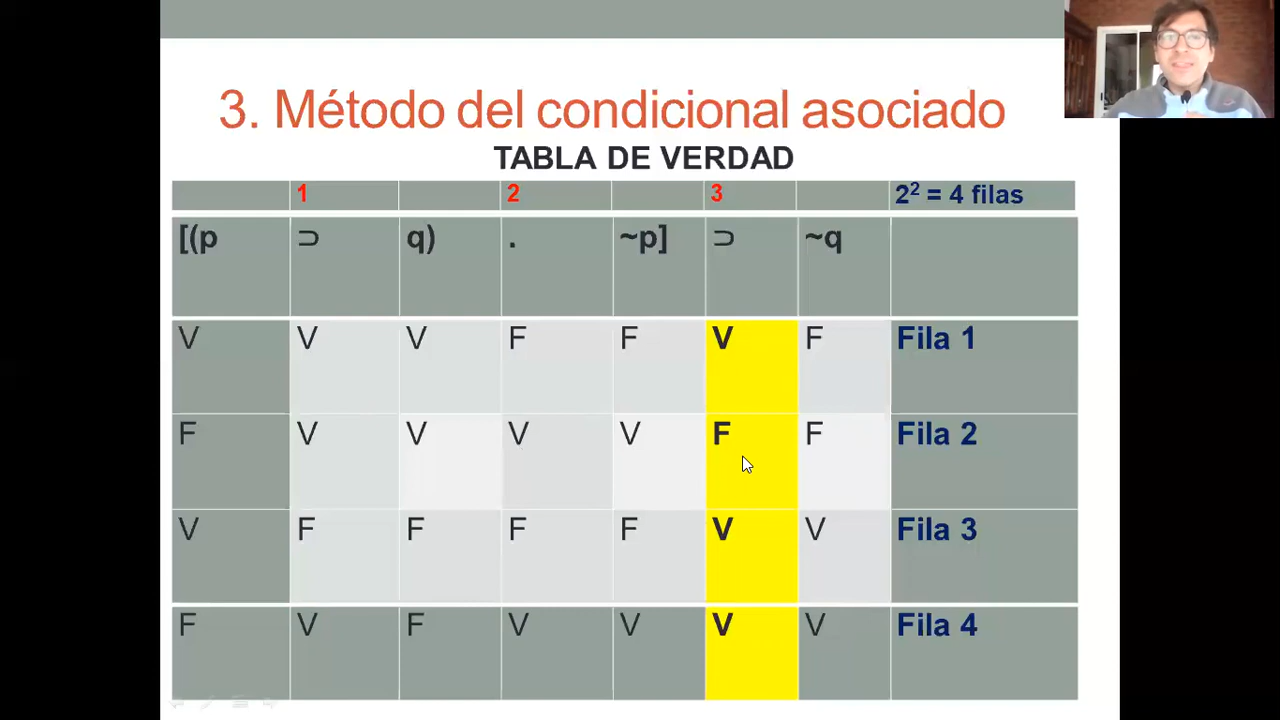 3. Método del condicional asociado
TABLA DE VERDAD
1 2 3 2² = 4 filas
[(p ⊃ q) . ~p] ⊃ ~q
V V V F F V F Fila 1
F V V V V F F Fila 2
V F F F F V V Fila 3
F V F V V V V Fila 4